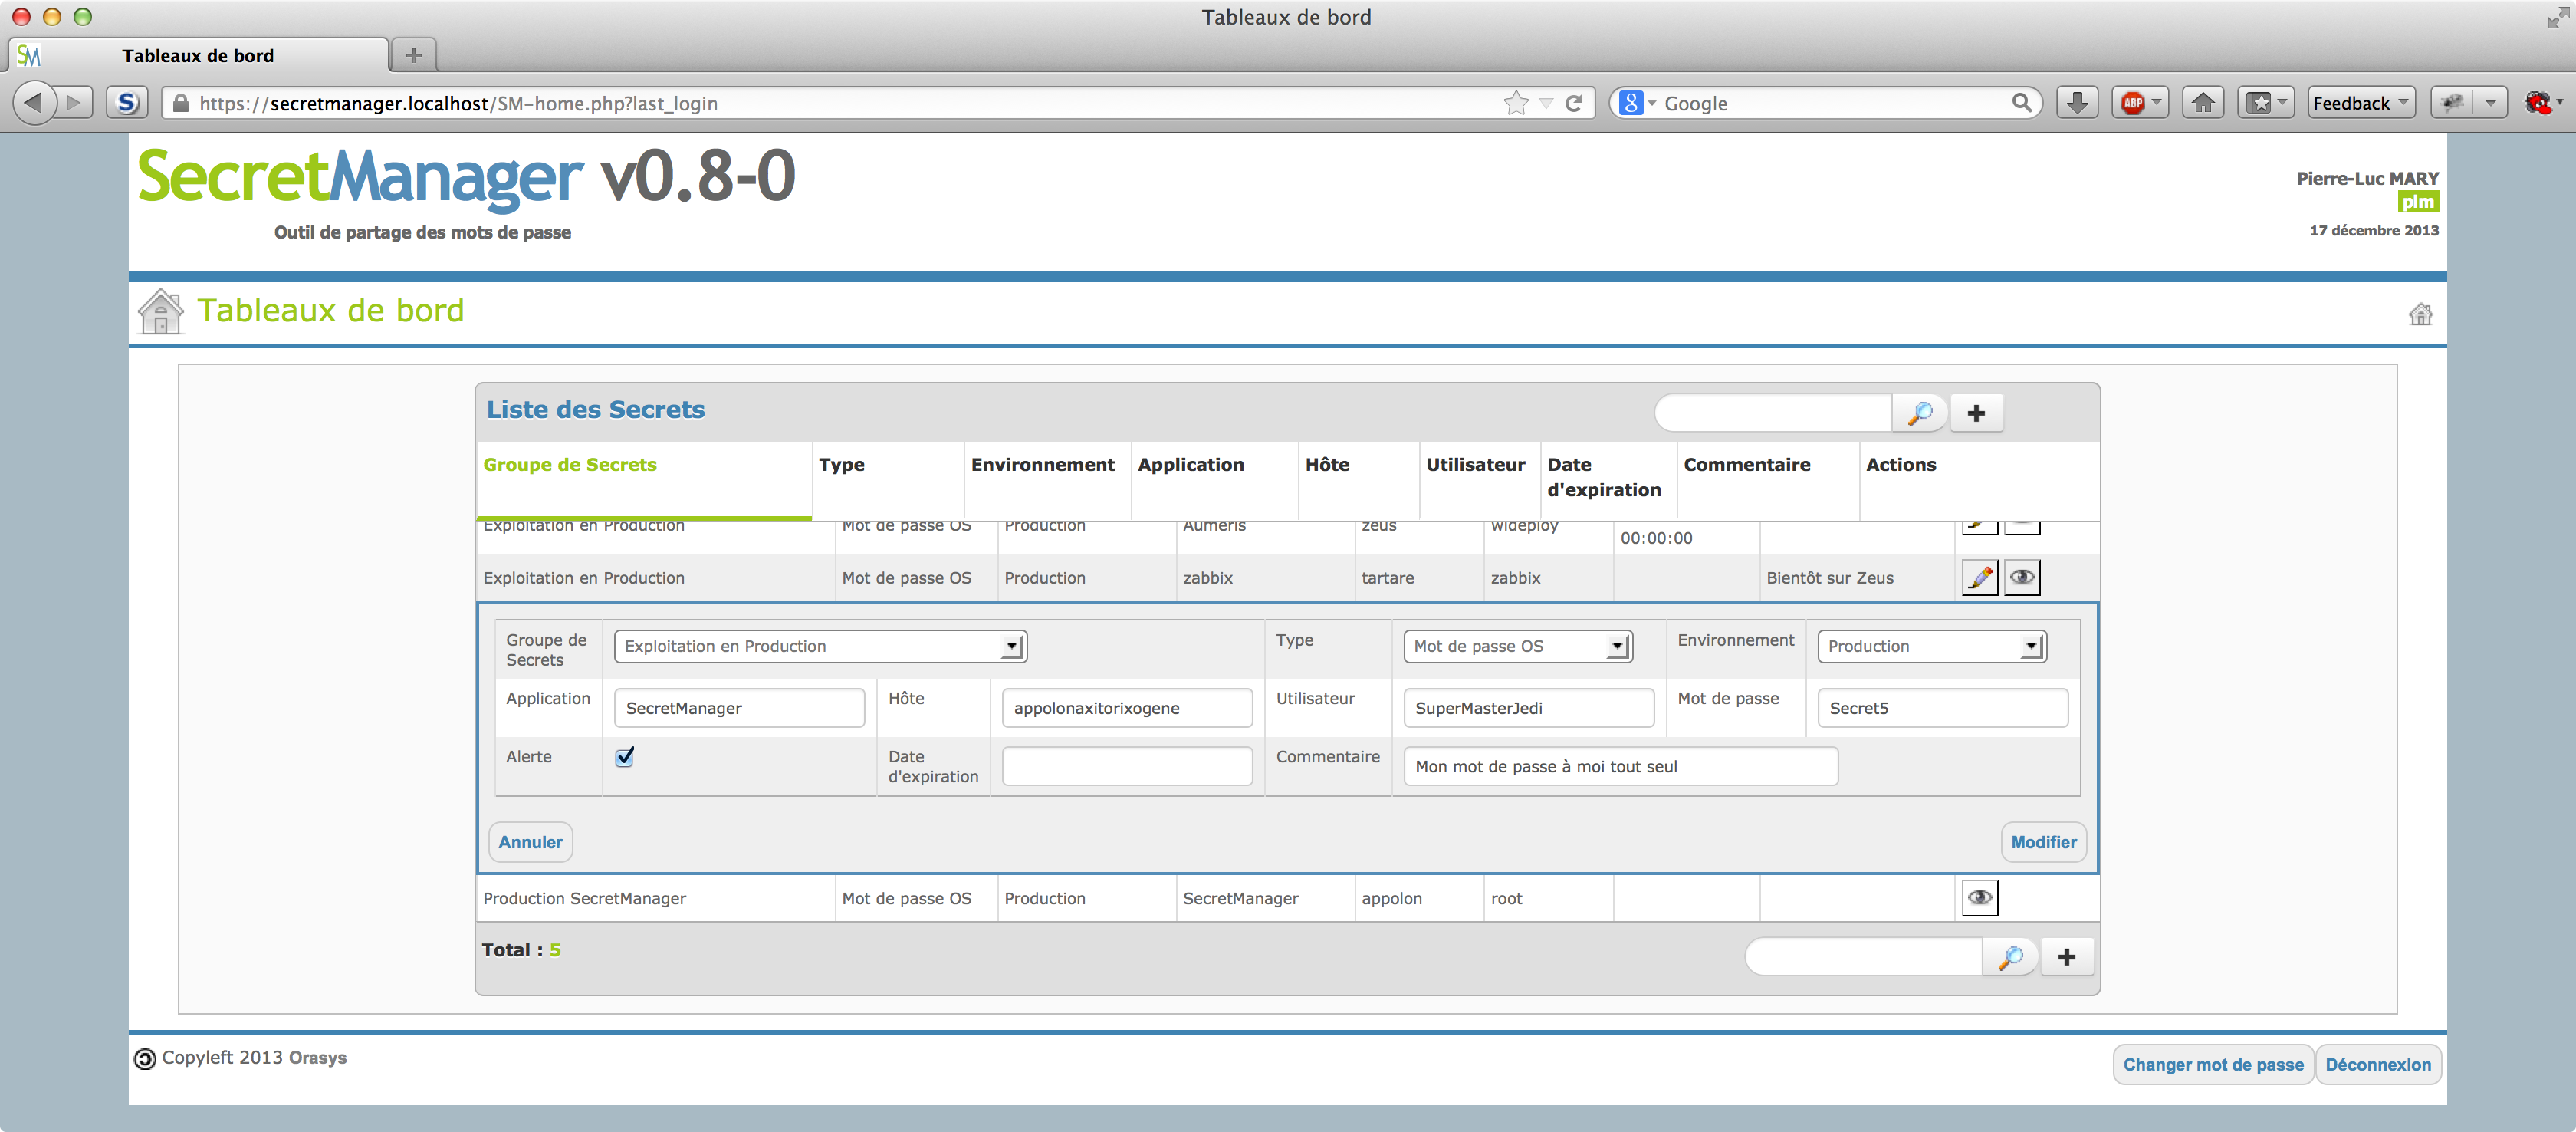 Tableaux de bord
SM Tableaux de bord
https://secretmanager.localhost/SM-home.php?last_login
Google
ABP
Feedback
SecretManager v0.8-0
Outil de partage des mots de passe
Pierre-Luc MARY
plm
17 décembre 2013
Tableaux de bord
Liste des Secrets
Groupe de Secrets Type Environnement Application Hôte Utilisateur Date d'expiration Commentaire Actions
Exploitation en Production Mot de passe OS Production Aumeris zeus wideploy 00:00:00
Exploitation en Production Mot de passe OS Production zabbix tartare zabbix Bientôt sur Zeus
Groupe de Secrets Exploitation en Production Type Mot de passe OS Environnement Production
Application SecretManager Hôte appolonaxitorixogene Utilisateur SuperMasterJedi Mot de passe Secret5
Alerte Date d'expiration Commentaire Mon mot de passe à moi tout seul
Annuler Modifier
Production SecretManager Mot de passe OS Production SecretManager appolon root
Total : 5
Copyleft 2013 Orasys
Changer mot de passe Déconnexion